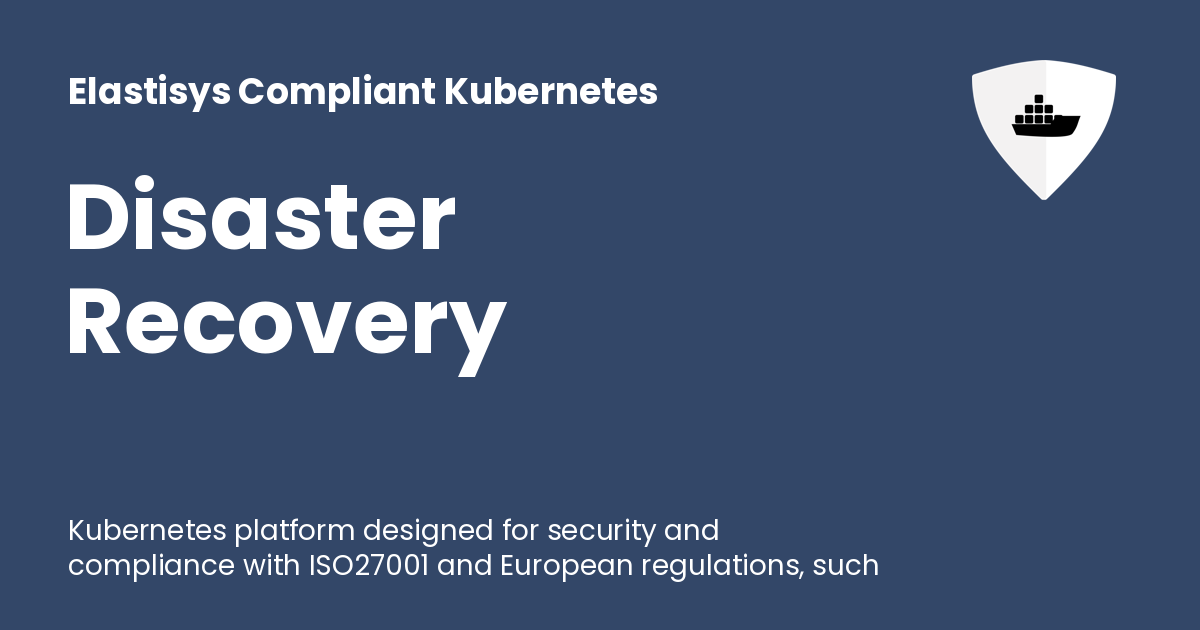 Elastisys Compliant Kubernetes
Disaster
Recovery
Kubernetes platform designed for security and
compliance with ISO27001 and European regulations, such